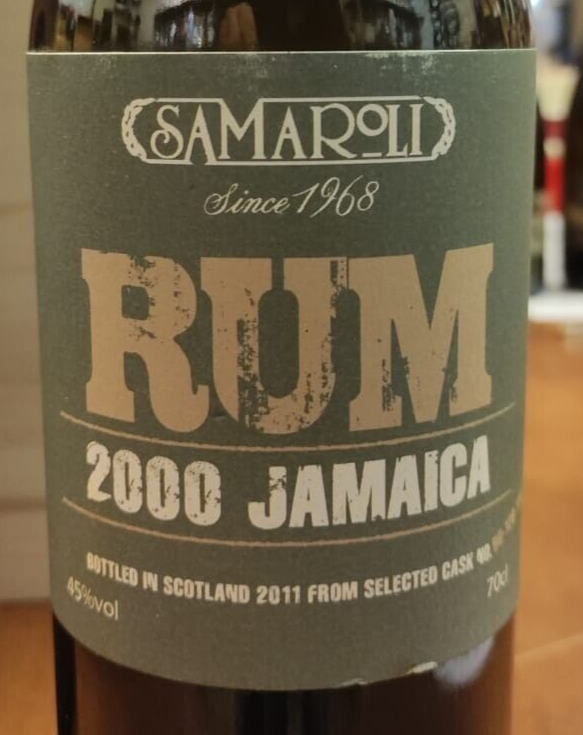 SAMAROLI
Since 1968
RUM
2000 JAMAICA
BOTTLED IN SCOTLAND 2011 FROM SELECTED CASK NO.
45%vol
70cl